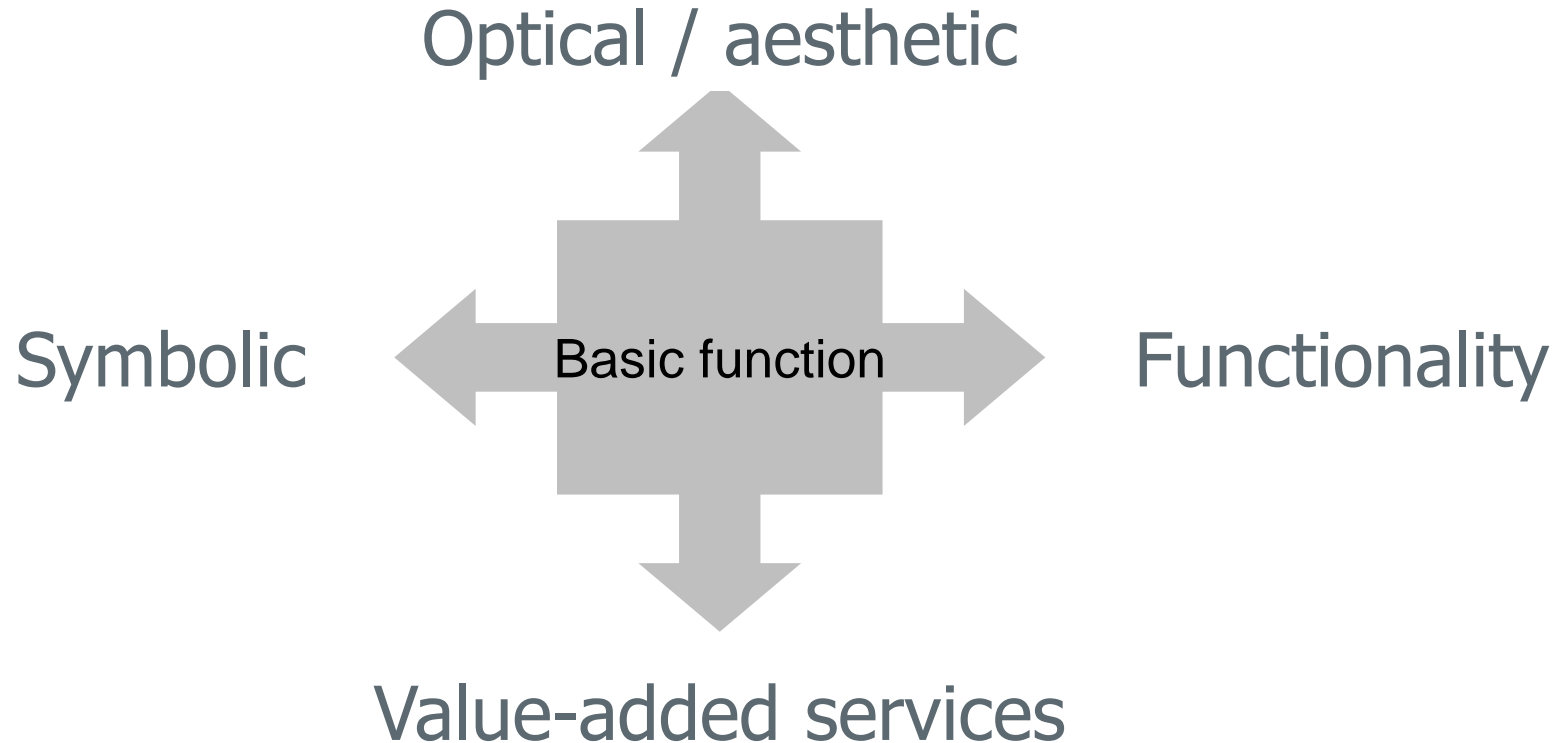 Optical / aesthetic
Symbolic
Basic function
Functionality
Value-added services